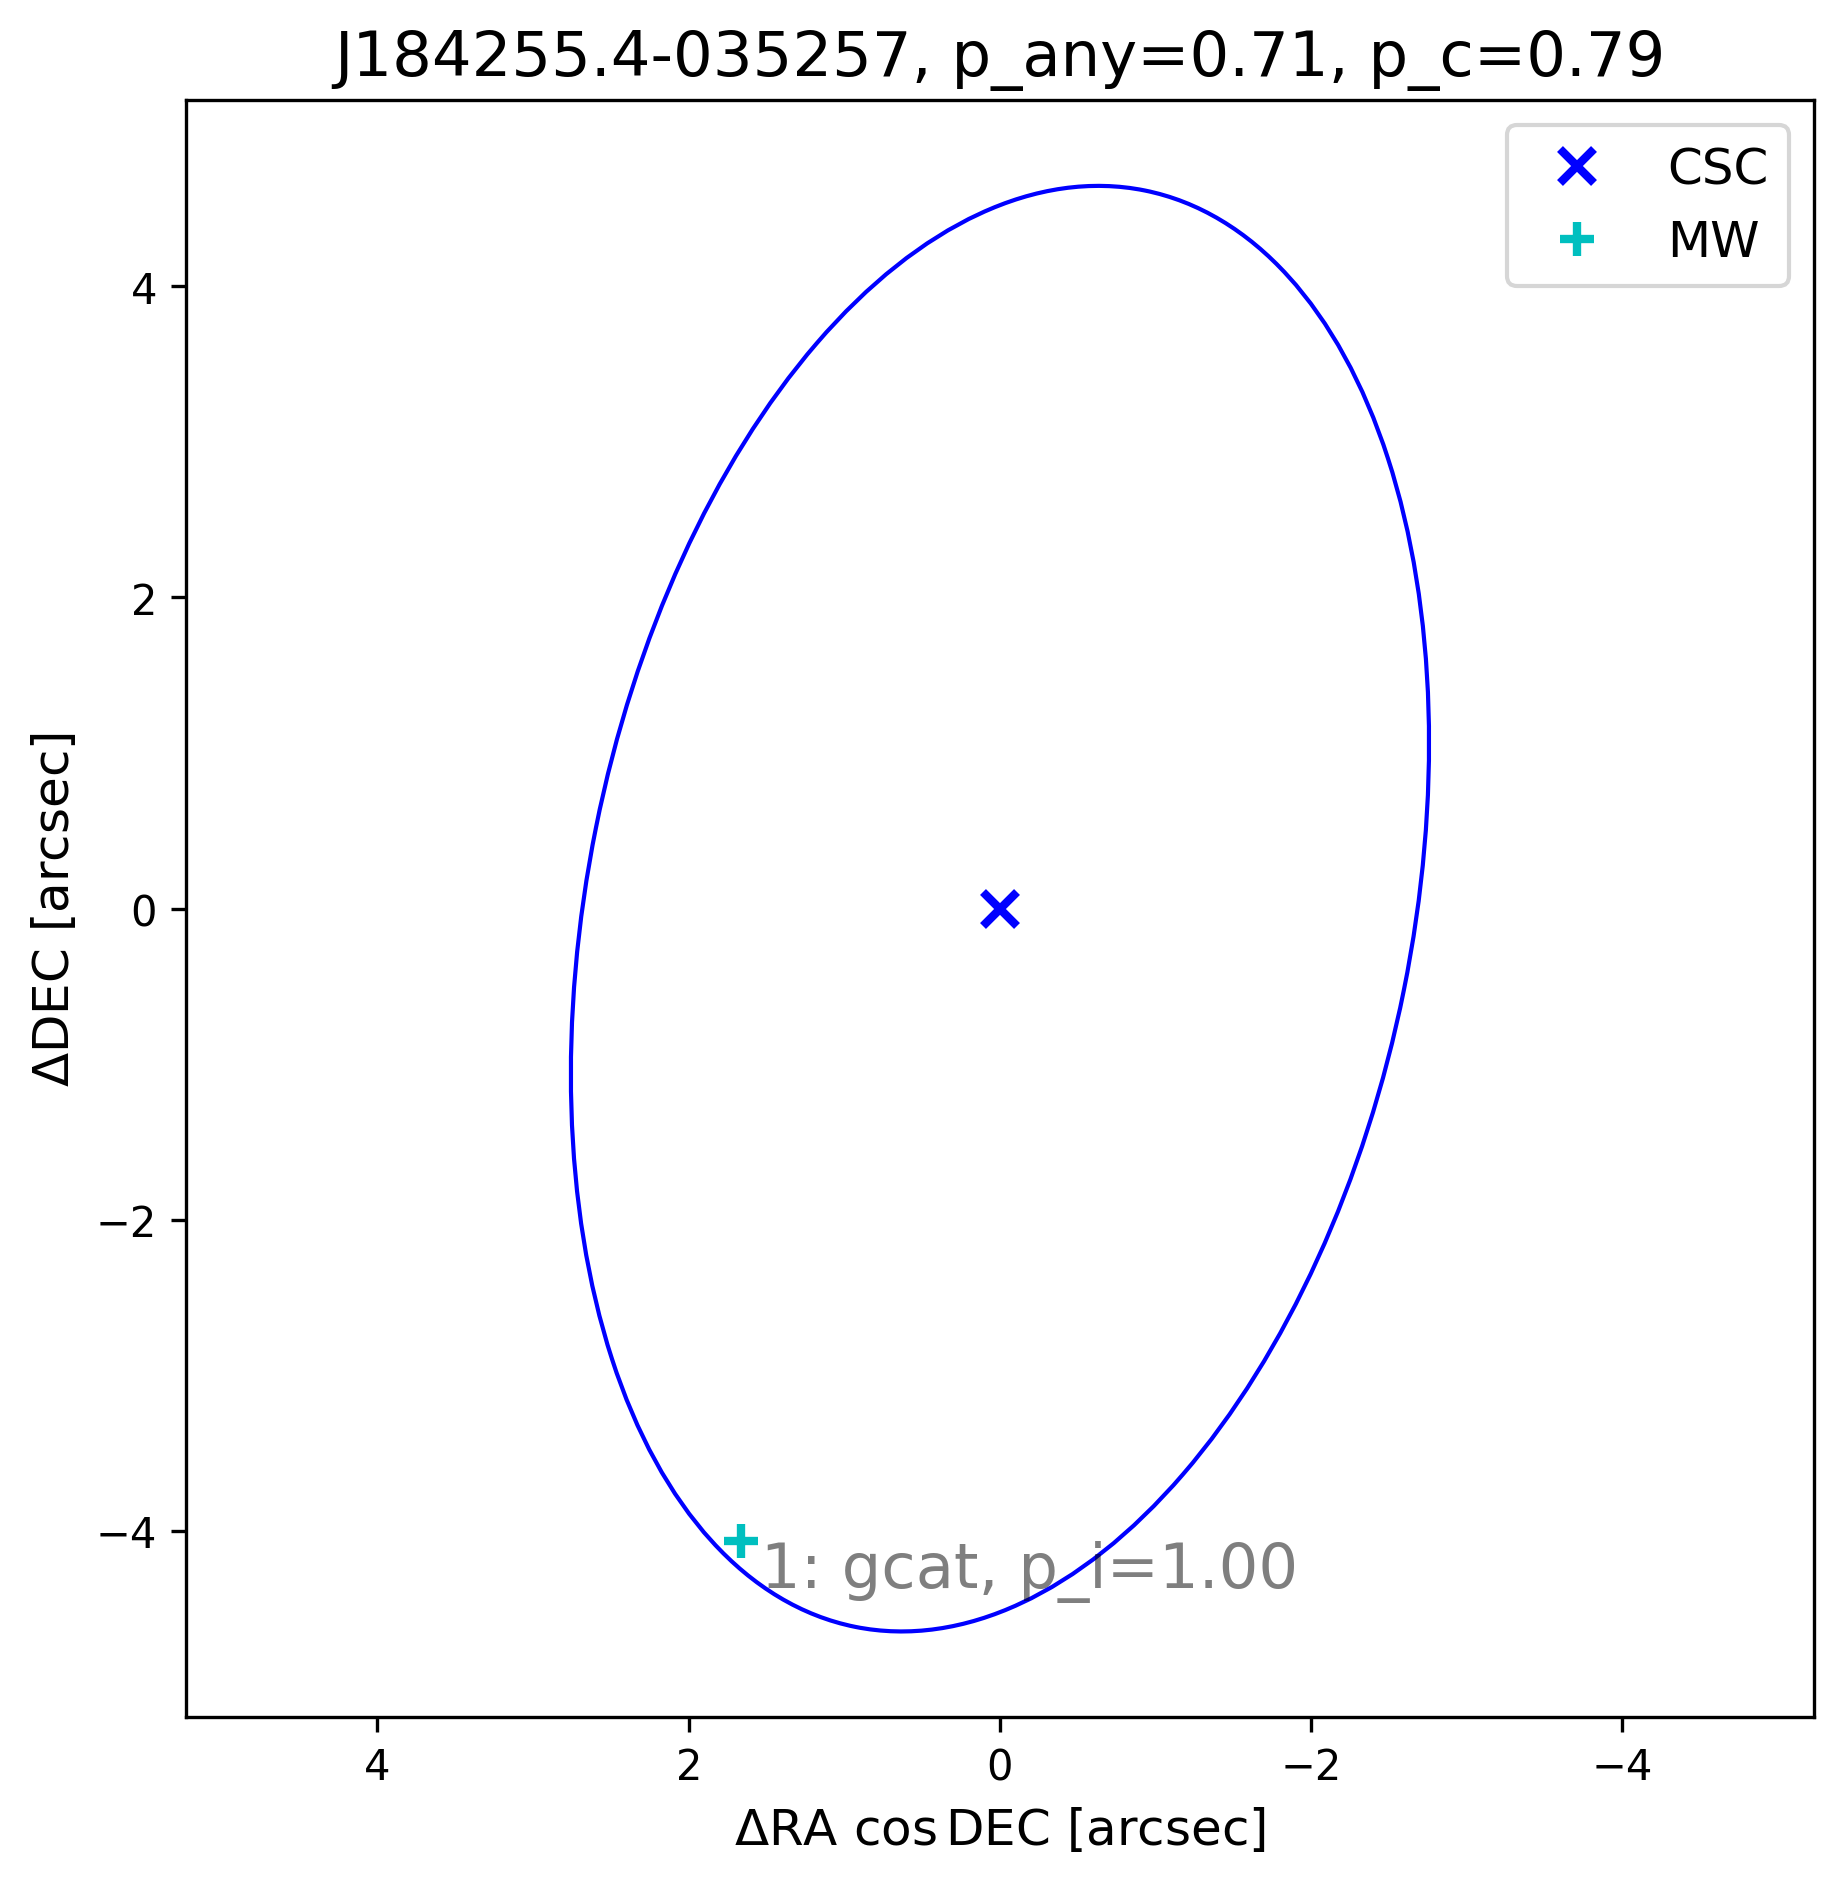 J184255.4-035257, p_any=0.71, p_c=0.79
CSC
MW
4
2
0
−2
−4
ΔDEC [arcsec]
1: gcat, p_i=1.00
4 2 0 −2 −4
ΔRA cos DEC [arcsec]